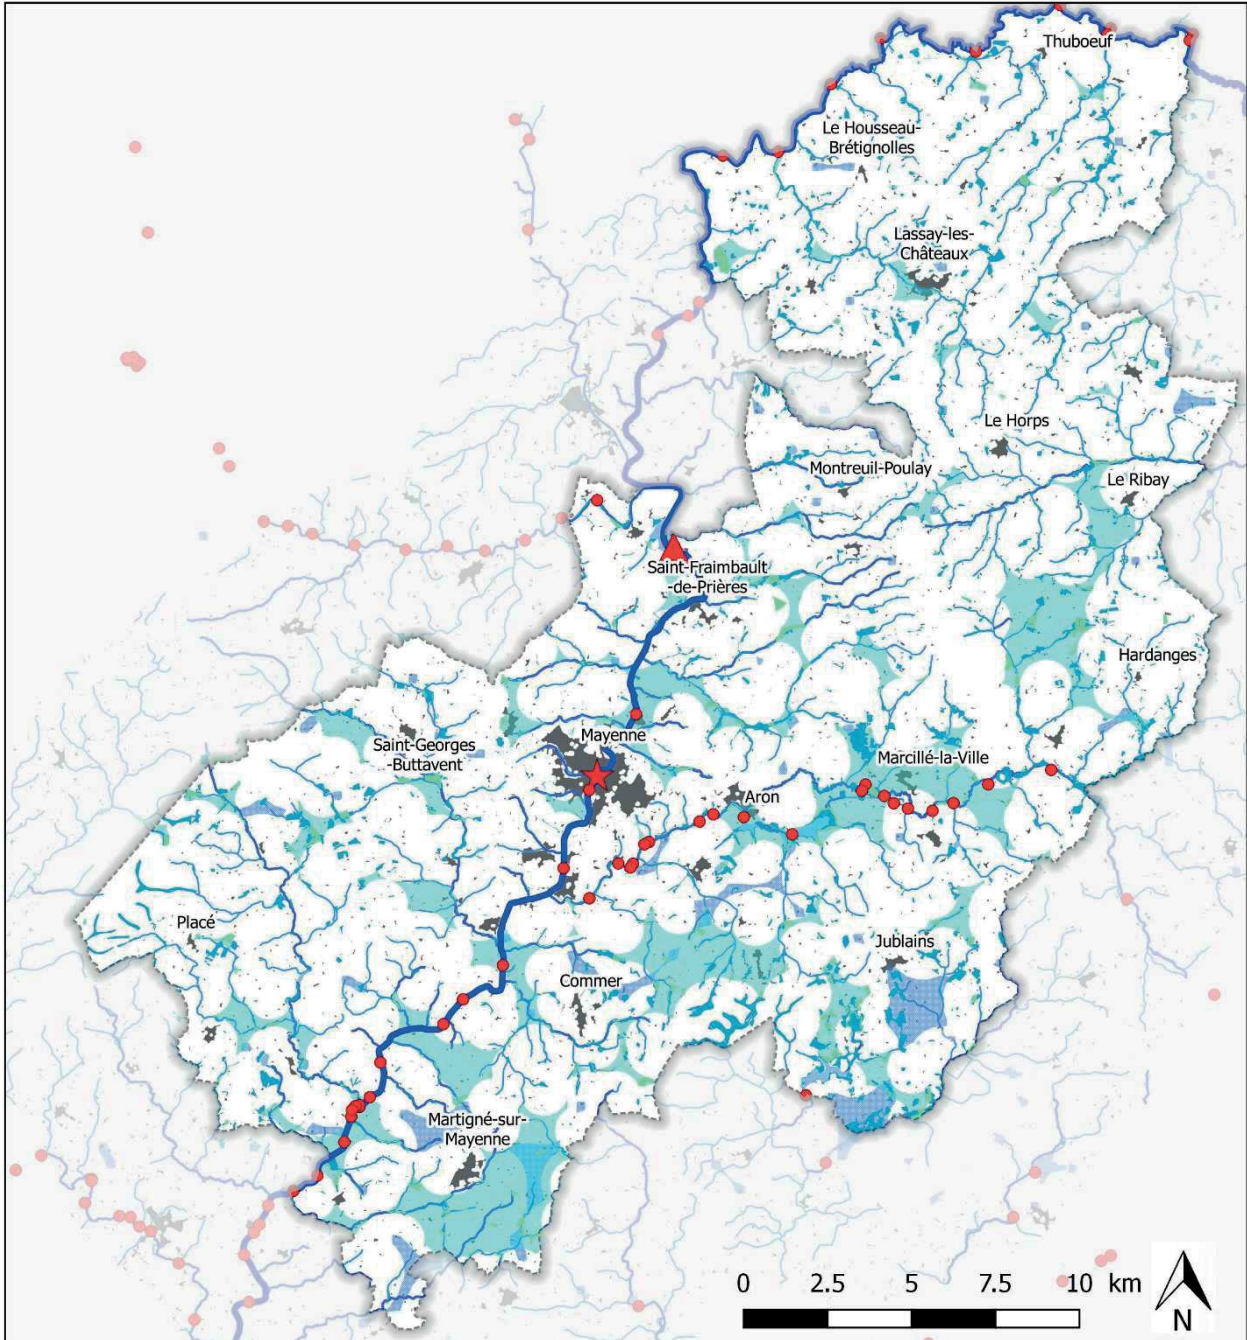 Thuboeuf
Le Housseau-
Brétignolles
Lassay-les-
Châteaux
Le Horps
Montreuil-Poulay
Le Ribay
Saint-Fraimbault
-de-Prières
Hardanges
Mayenne
Saint-Georges
-Buttavent
Marcillé-la-Ville
Aron
Placé
Jublains
Commer
Martigné-sur-
Mayenne
0 2.5 5 7.5 10 km
N